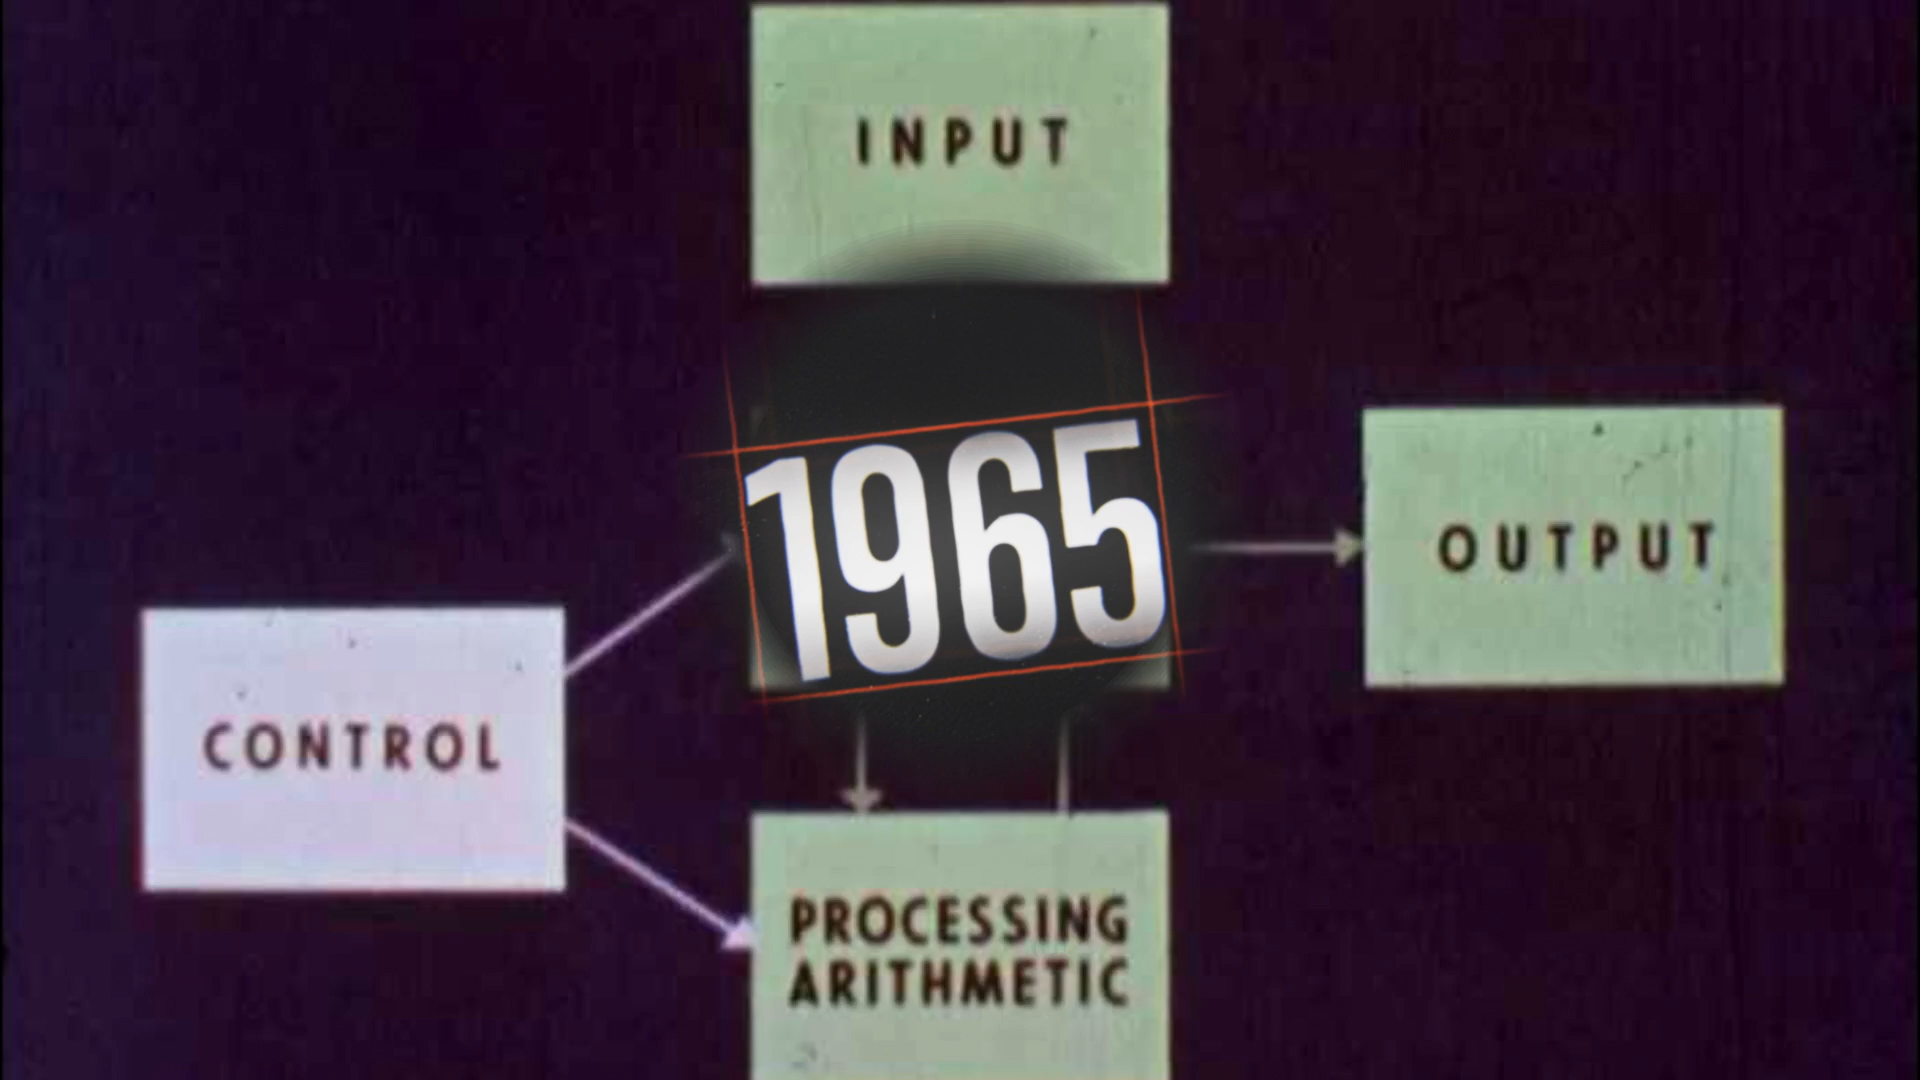 INPUT
1965
OUTPUT
CONTROL
PROCESSING
ARITHMETIC